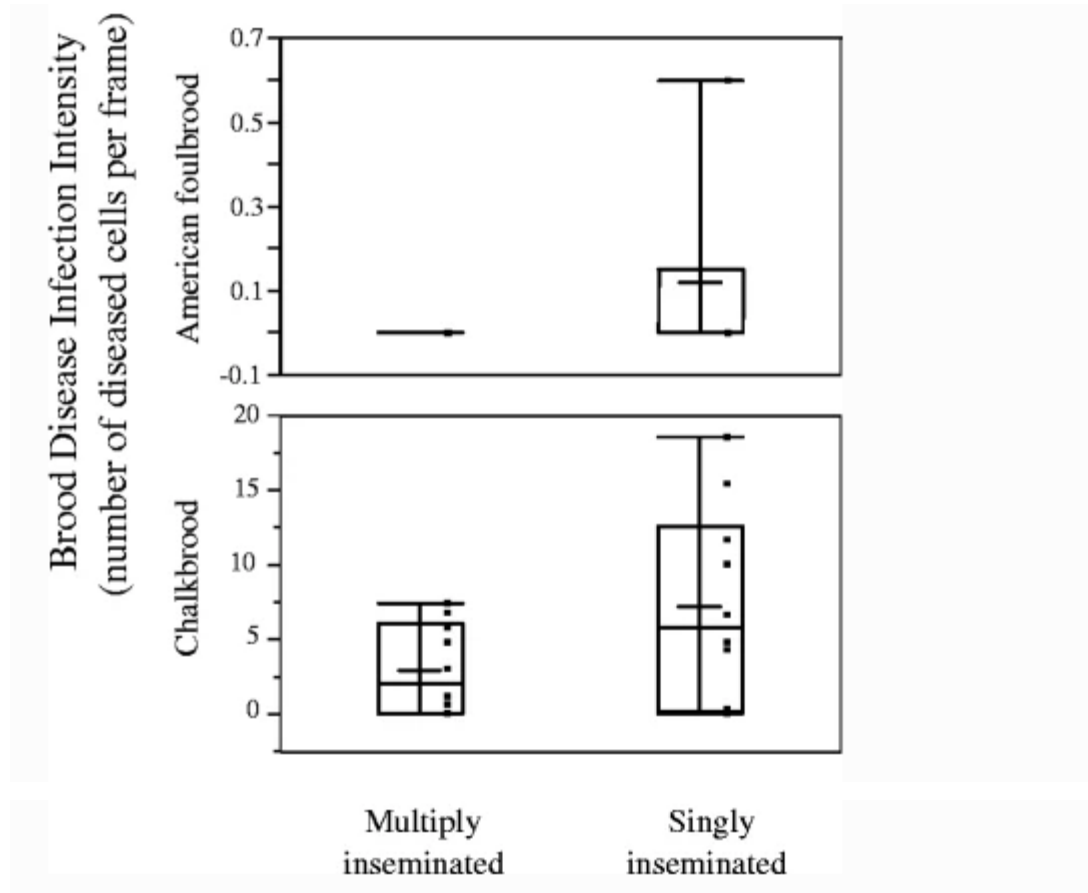 Brood Disease Infection Intensity
(number of diseased cells per frame)
American foulbrood
0.7
0.5
0.3
0.1
-0.1
Chalkbrood
20
15
10
5
0
Multiply
inseminated
Singly
inseminated